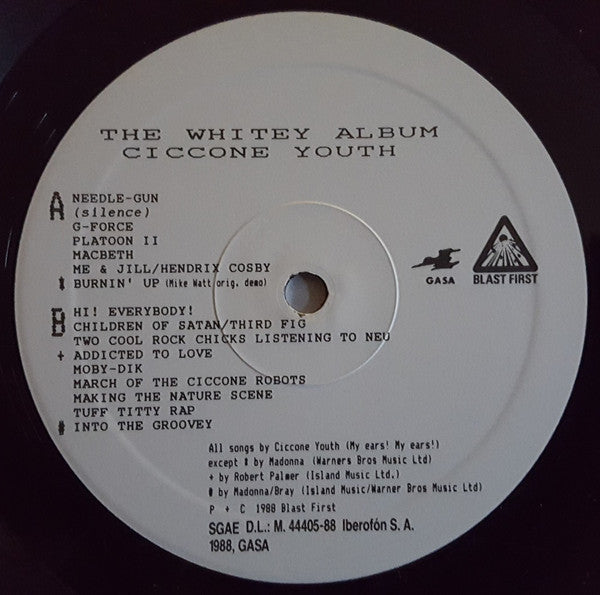 THE WHITEY ALBUM
CICCONE YOUTH
A
NEEDLE-GUN
(silence)
G-FORCE
PLATOON II
MACBETH
ME & JILL/HENDRIX COSBY
‡ BURNIN' UP (Mike Watt orig. demo)
B
HI! EVERYBODY!
CHILDREN OF SATAN/THIRD FIG
TWO COOL ROCK CHICKS LISTENING TO NEU
+ ADDICTED TO LOVE
MOBY-DIK
MARCH OF THE CICCONE ROBOTS
MAKING THE NATURE SCENE
TUFF TITTY RAP
# INTO THE GROOVEY
GASA
BLAST FIRST
All songs by Ciccone Youth (My ears! My ears!)
except ‡ by Madonna (Warners Bros Music Ltd)
+ by Robert Palmer (Island Music Ltd.)
# by Madonna/Bray (Island Music/Warner Bros Music Ltd)
P + C 1988 Blast First
SGAE D.L.: M. 44405-88 Iberofón S. A.
1988, GASA